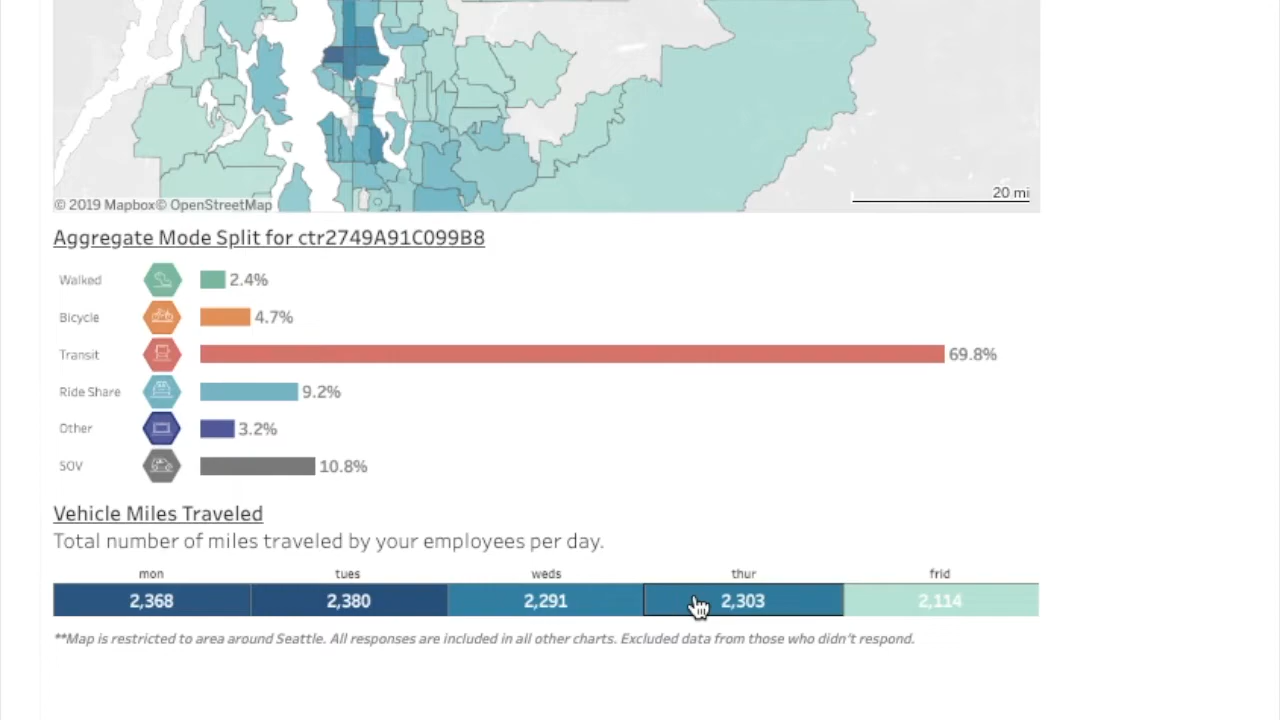 20 mi
© 2019 Mapbox© OpenStreetMap
Aggregate Mode Split for ctr2749A91C099B8
Walked 2.4%
Bicycle 4.7%
Transit 69.8%
Ride Share 9.2%
Other 3.2%
SOV 10.8%
Vehicle Miles Traveled
Total number of miles traveled by your employees per day.
mon tues weds thur frid
2,368 2,380 2,291 2,303 2,114
**Map is restricted to area around Seattle. All responses are included in all other charts. Excluded data from those who didn't respond.